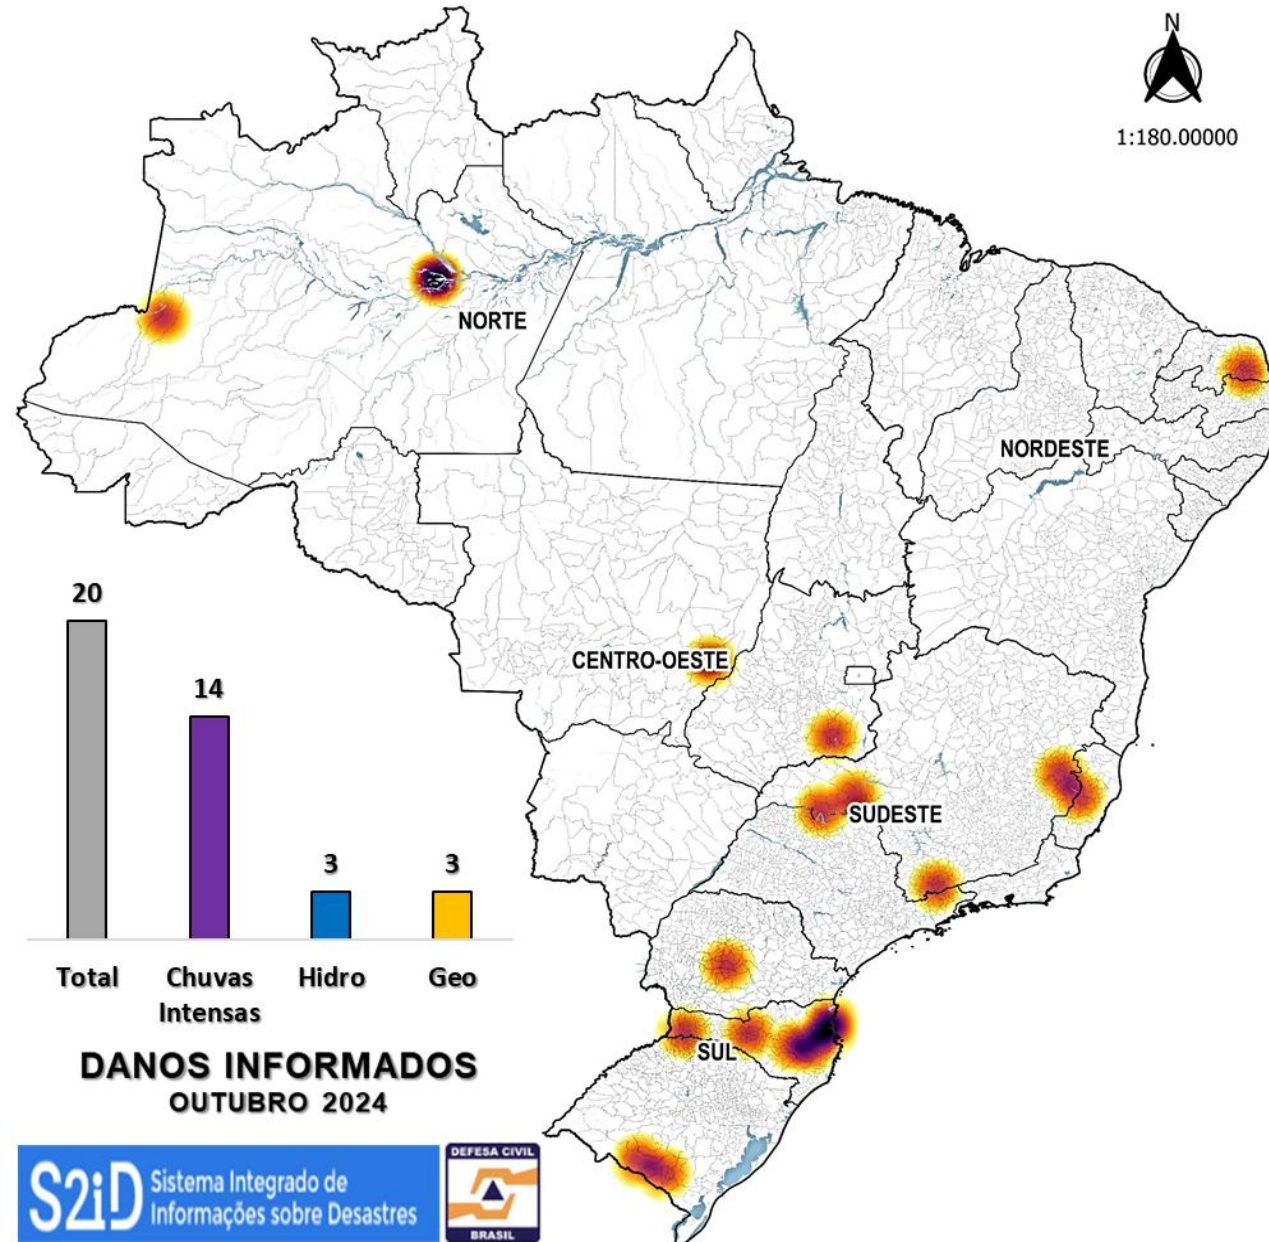 N
1:180.00000
NORTE
NORDESTE
CENTRO-OESTE
SUDESTE
SUL
20
14
3
3
Total
Chuvas
Intensas
Hidro
Geo
DANOS INFORMADOS
OUTUBRO 2024
S2iD
Sistema Integrado de
Informações sobre Desastres
DEFESA CIVIL
BRASIL